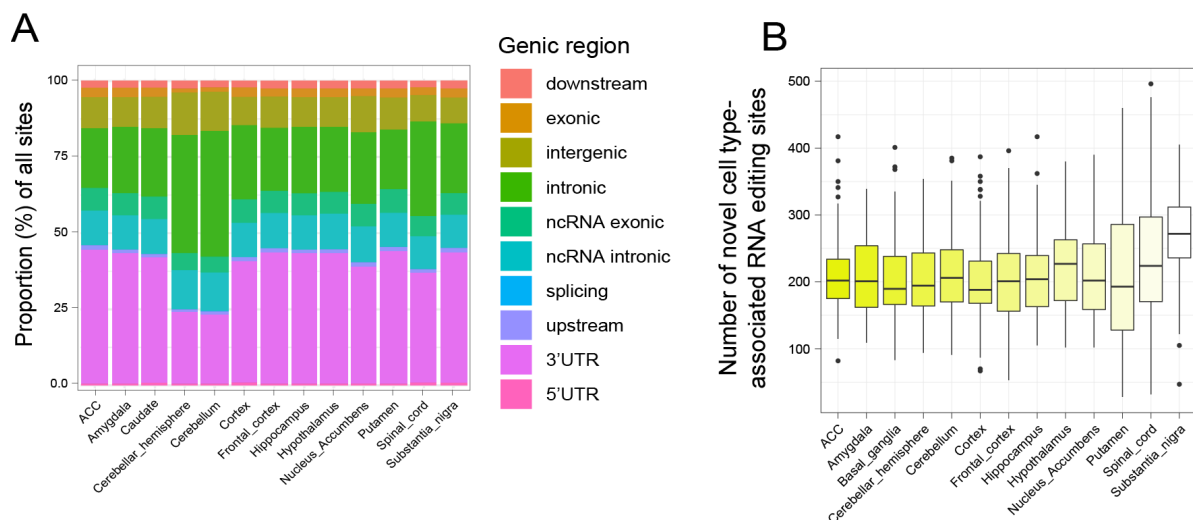 A
Proportion (%) of all sites
100
75
50
25
0.0
ACC
Amygdala
Caudate
Cerebellar_hemisphere
Cerebellum
Cortex
Frontal_cortex
Hippocampus
Hypothalamus
Nucleus_Accumbens
Putamen
Spinal_cord
Substantia_nigra
Genic region
downstream
exonic
intergenic
intronic
ncRNA exonic
ncRNA intronic
splicing
upstream
3'UTR
5'UTR
B
Number of novel cell type-
associated RNA editing sites
500
400
300
200
100
ACC
Amygdala
Basal_ganglia
Cerebellar_hemisphere
Cerebellum
Cortex
Frontal_cortex
Hippocampus
Hypothalamus
Nucleus_Accumbens
Putamen
Spinal_cord
Substantia_nigra